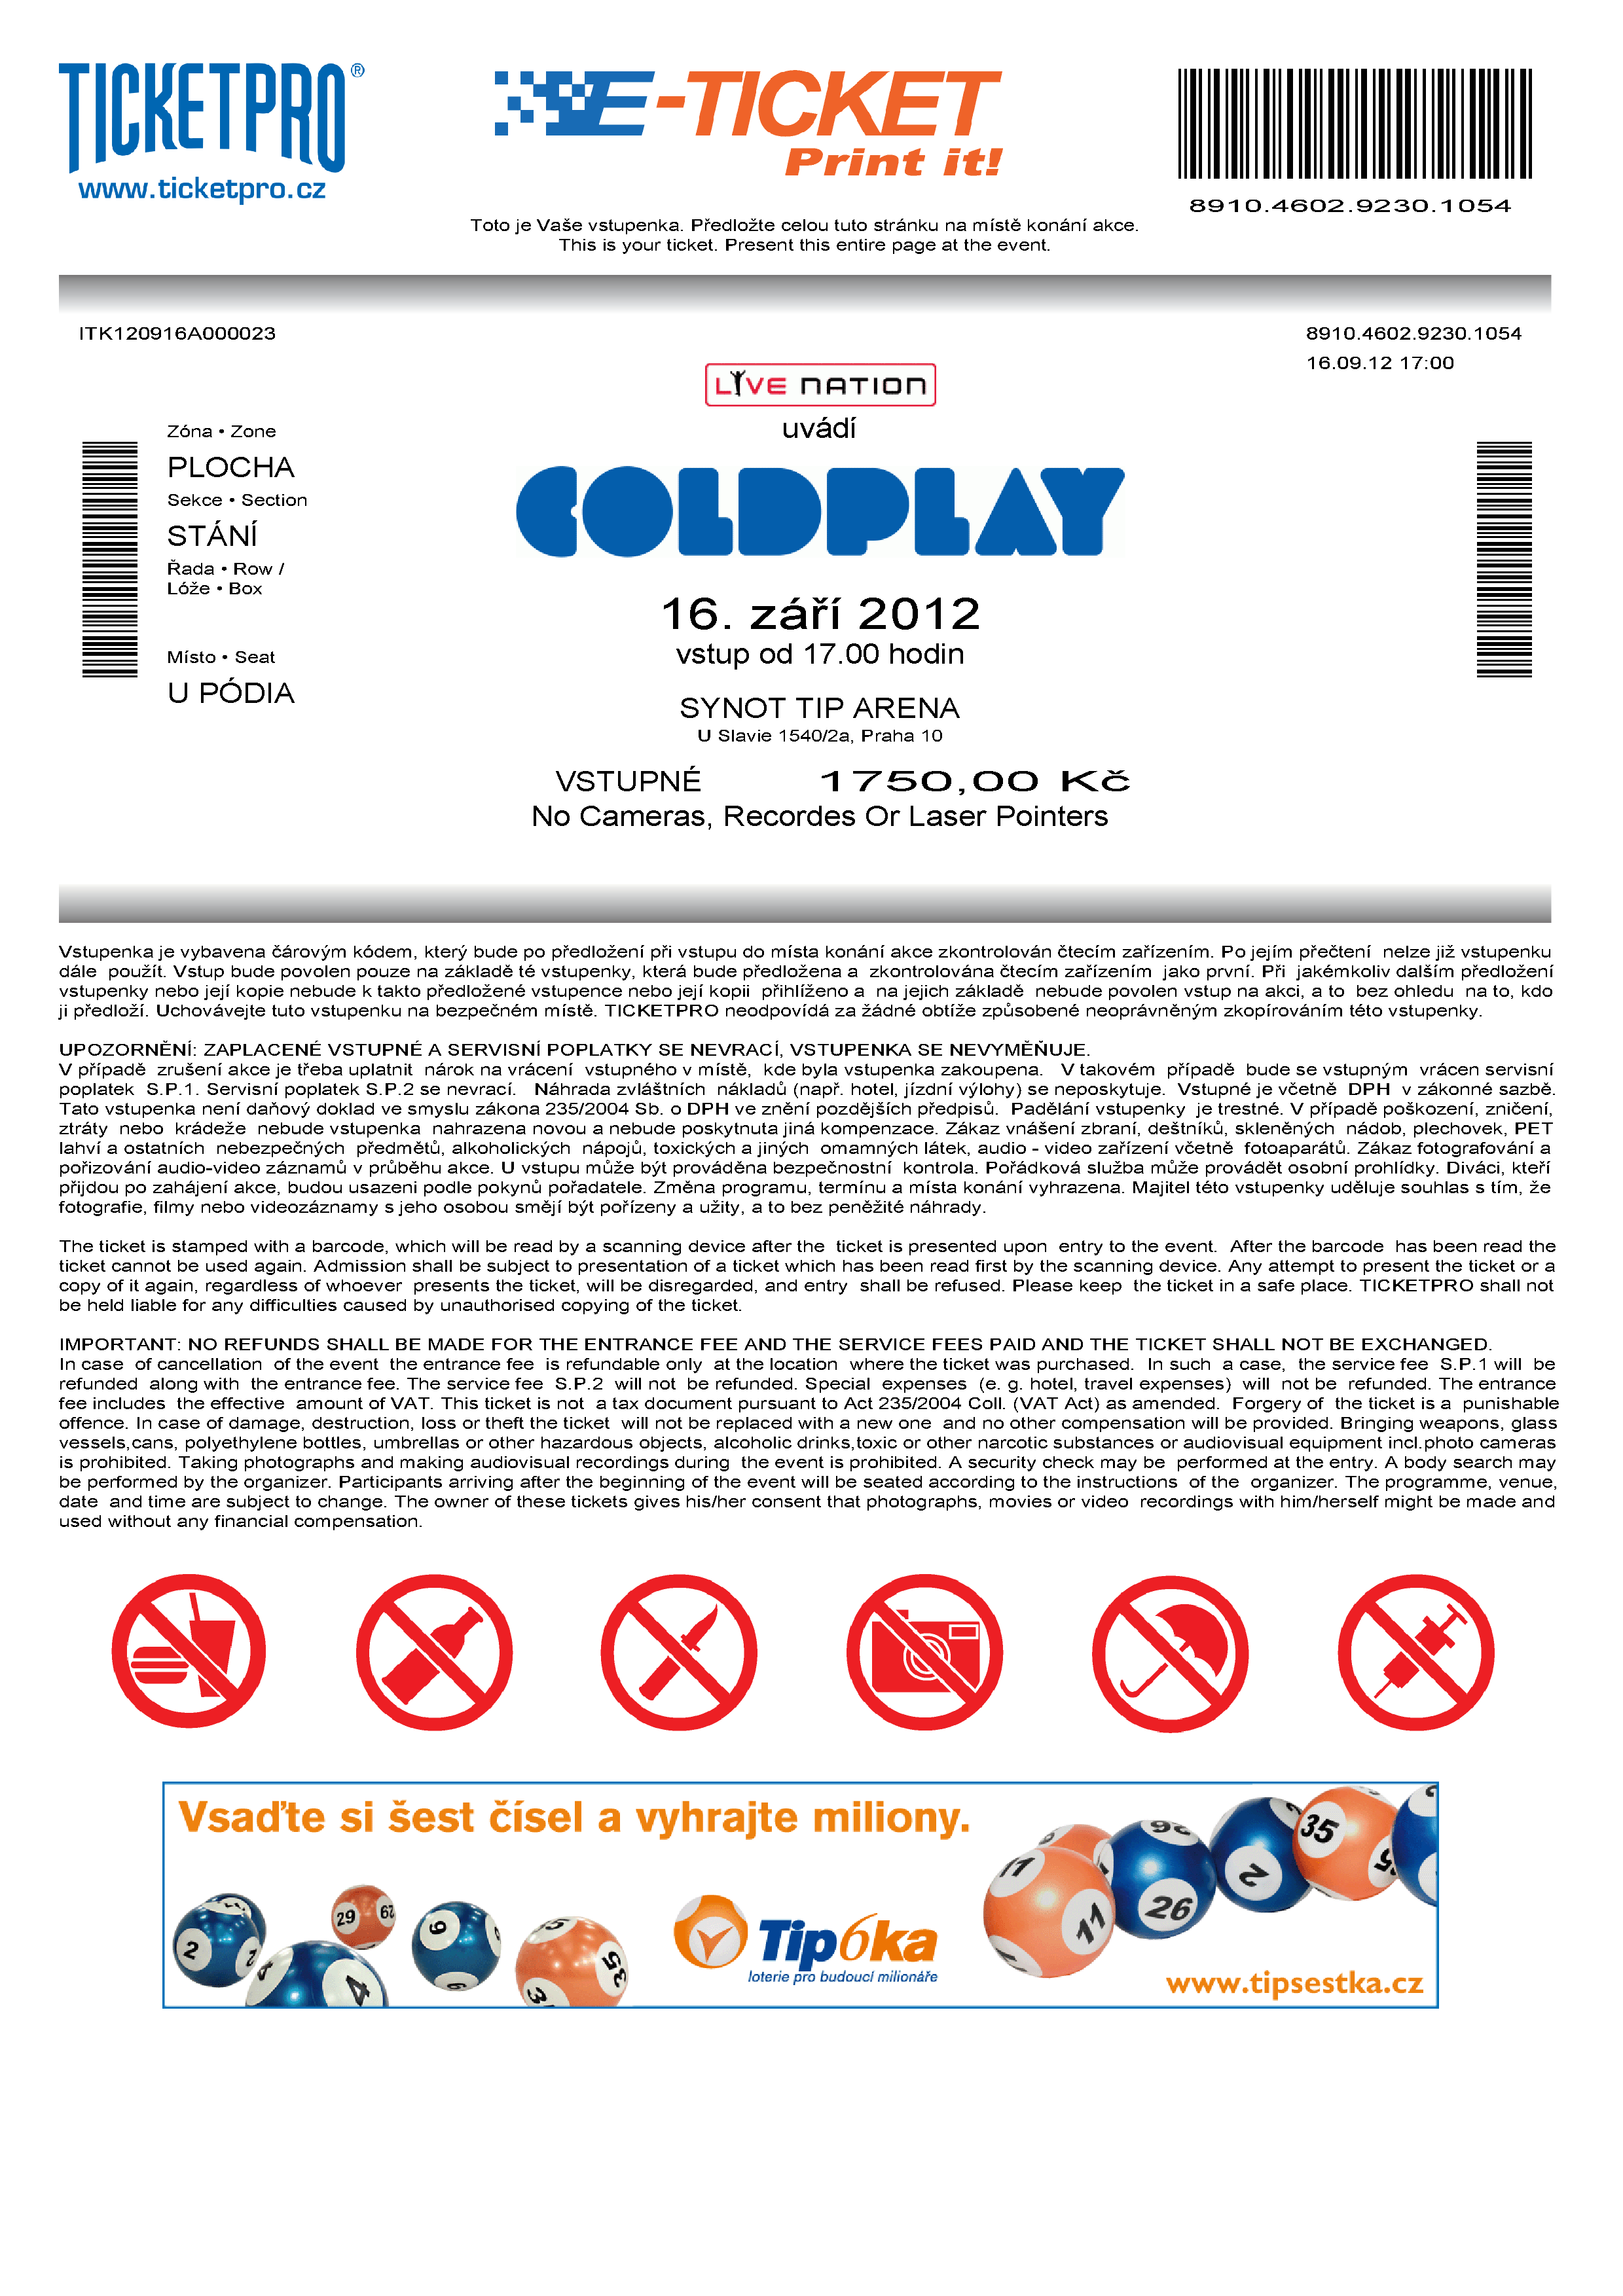 TICKETPRO®
www.ticketpro.cz
E-TICKET
Print it!
8910.4602.9230.1054
Toto je Vaše vstupenka. Předložte celou tuto stránku na místě konání akce.
This is your ticket. Present this entire page at the event.
ITK120916A000023
8910.4602.9230.1054
16.09.12 17:00
LIVE NATION
uvádí
COLDPLAY
Zóna • Zone
PLOCHA
Sekce • Section
STÁNÍ
Řada • Row /
Lóže • Box
Místo • Seat
U PÓDIA
16. září 2012
vstup od 17.00 hodin
SYNOT TIP ARENA
U Slavie 1540/2a, Praha 10
VSTUPNÉ 1750,00 Kč
No Cameras, Recordes Or Laser Pointers
Vstupenka je vybavena čárovým kódem, který bude po předložení při vstupu do místa konání akce zkontrolován čtecím zařízením. Po jejím přečtení nelze již vstupenku
dále použít. Vstup bude povolen pouze na základě té vstupenky, která bude předložena a zkontrolována čtecím zařízením jako první. Při jakémkoliv dalším předložení
vstupenky nebo její kopie nebude k takto předložené vstupence nebo její kopii přihlíženo a na jejich základě nebude povolen vstup na akci, a to bez ohledu na to, kdo
ji předloží. Uchovávejte tuto vstupenku na bezpečném místě. TICKETPRO neodpovídá za žádné obtíže způsobené neoprávněným zkopírováním této vstupenky.
UPOZORNĚNÍ: ZAPLACENÉ VSTUPNÉ A SERVISNÍ POPLATKY SE NEVRACÍ, VSTUPENKA SE NEVYMĚŇUJE.
V případě zrušení akce je třeba uplatnit nárok na vrácení vstupného v místě, kde byla vstupenka zakoupena. V takovém případě bude se vstupným vrácen servisní
poplatek S.P.1. Servisní poplatek S.P.2 se nevrací. Náhrada zvláštních nákladů (např. hotel, jízdní výlohy) se neposkytuje. Vstupné je včetně DPH v zákonné sazbě.
Tato vstupenka není daňový doklad ve smyslu zákona 235/2004 Sb. o DPH ve znění pozdějších předpisů. Padělání vstupenky je trestné. V případě poškození, zničení,
ztráty nebo krádeže nebude vstupenka nahrazena novou a nebude poskytnuta jiná kompenzace. Zákaz vnášení zbraní, deštníků, skleněných nádob, plechovek, PET
lahví a ostatních nebezpečných předmětů, alkoholických nápojů, toxických a jiných omamných látek, audio - video zařízení včetně fotoaparátů. Zákaz fotografování a
pořizování audio-video záznamů v průběhu akce. U vstupu může být prováděna bezpečnostní kontrola. Pořádková služba může provádět osobní prohlídky. Diváci, kteří
přijdou po zahájení akce, budou usazeni podle pokynů pořadatele. Změna programu, termínu a místa konání vyhrazena. Majitel této vstupenky uděluje souhlas s tím, že
fotografie, filmy nebo videozáznamy s jeho osobou smějí být pořízeny a užity, a to bez peněžité náhrady.
The ticket is stamped with a barcode, which will be read by a scanning device after the ticket is presented upon entry to the event. After the barcode has been read the
ticket cannot be used again. Admission shall be subject to presentation of a ticket which has been read first by the scanning device. Any attempt to present the ticket or a
copy of it again, regardless of whoever presents the ticket, will be disregarded, and entry shall be refused. Please keep the ticket in a safe place. TICKETPRO shall not
be held liable for any difficulties caused by unauthorised copying of the ticket.
IMPORTANT: NO REFUNDS SHALL BE MADE FOR THE ENTRANCE FEE AND THE SERVICE FEES PAID AND THE TICKET SHALL NOT BE EXCHANGED.
In case of cancellation of the event the entrance fee is refundable only at the location where the ticket was purchased. In such a case, the service fee S.P.1 will be
refunded along with the entrance fee. The service fee S.P.2 will not be refunded. Special expenses (e. g. hotel, travel expenses) will not be refunded. The entrance
fee includes the effective amount of VAT. This ticket is not a tax document pursuant to Act 235/2004 Coll. (VAT Act) as amended. Forgery of the ticket is a punishable
offence. In case of damage, destruction, loss or theft the ticket will not be replaced with a new one and no other compensation will be provided. Bringing weapons, glass
vessels,cans, polyethylene bottles, umbrellas or other hazardous objects, alcoholic drinks,toxic or other narcotic substances or audiovisual equipment incl.photo cameras
is prohibited. Taking photographs and making audiovisual recordings during the event is prohibited. A security check may be performed at the entry. A body search may
be performed by the organizer. Participants arriving after the beginning of the event will be seated according to the instructions of the organizer. The programme, venue,
date and time are subject to change. The owner of these tickets gives his/her consent that photographs, movies or video recordings with him/herself might be made and
used without any financial compensation.
Vsaďte si šest čísel a vyhrajte miliony.
2 2 4 4 29 62 6 6 35 35
Tip6ka
loterie pro budoucí milionáře
11 11 26 26 2 35
www.tipsestka.cz